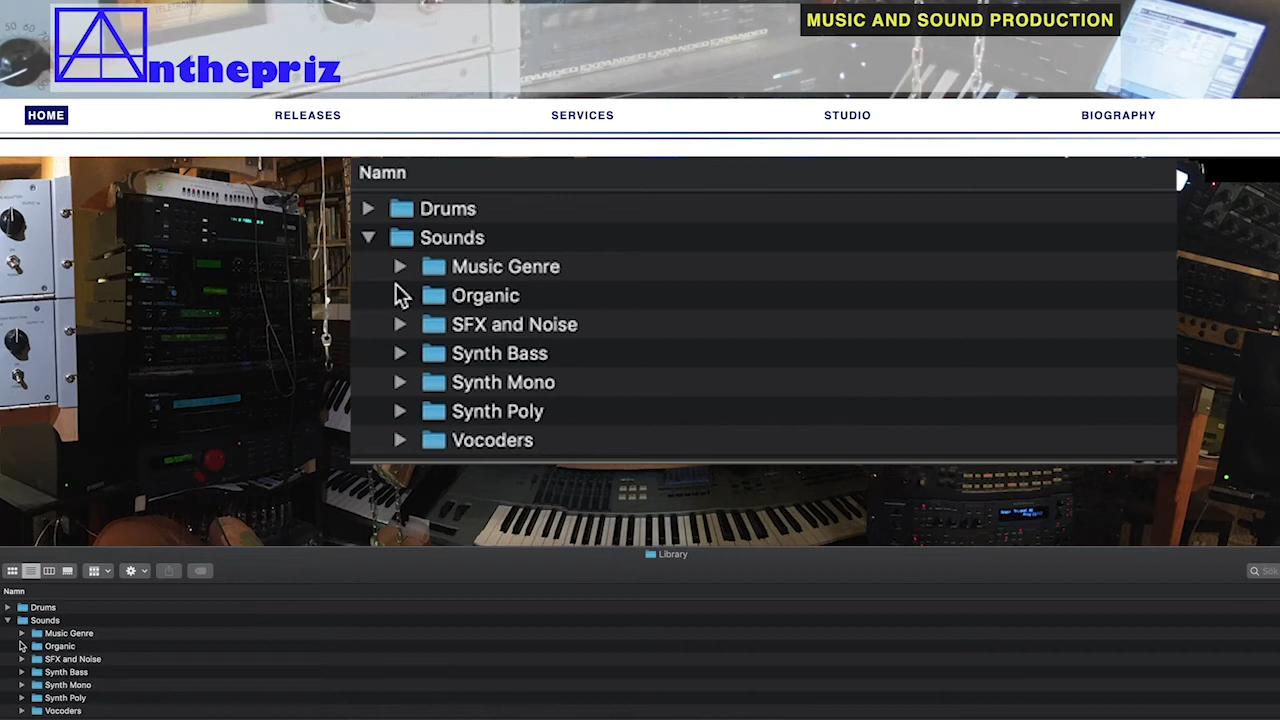 MUSIC AND SOUND PRODUCTION
Anthepriz
HOME
RELEASES
SERVICES
STUDIO
BIOGRAPHY
Namn
Drums
Sounds
Music Genre
Organic
SFX and Noise
Synth Bass
Synth Mono
Synth Poly
Vocoders
Library
Namn
Drums
Sounds
Music Genre
Organic
SFX and Noise
Synth Bass
Synth Mono
Synth Poly
Vocoders